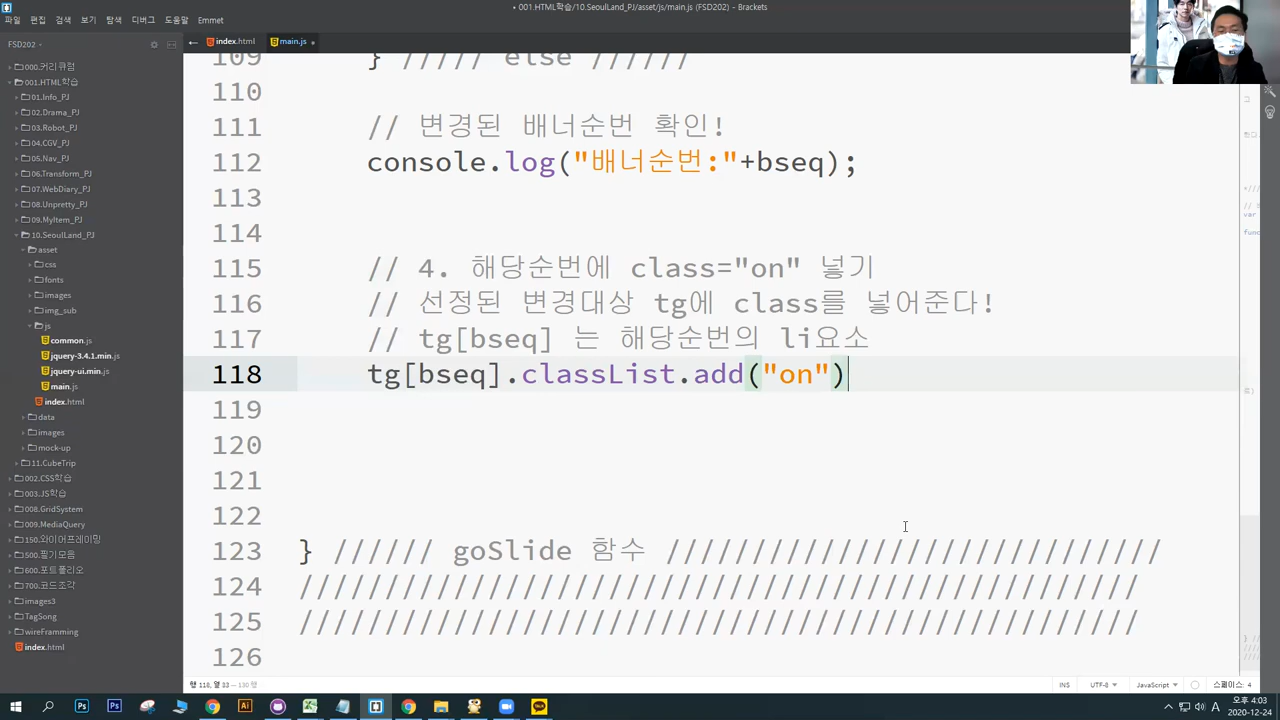 001.HTML학습/10.SeoulLand_PJ/asset/js/main.js (FSD202) - Brackets
파일 편집 찾기 보기 탐색 디버그 도움말 Emmet
FSD202
index.html
main.js
000.커리큐럼
001.HTML학습
01.Info_PJ
02.Drama_PJ
03.Robot_PJ
04.CGV_PJ
05.Nav_PJ
06.Transform_PJ
07.WebDiary_PJ
08.Unpretty_PJ
09.MyItem_PJ
10.SeoulLand_PJ
asset
css
fonts
images
img_sub
js
common.js
jquery-3.4.1.min.js
jquery-ui.min.js
main.js
index.html
data
images
mock-up
11.CubeTrip
002.CSS학습
003.JS학습
008.GridSystem
009.MediaQuery
150.와이어프레이밍
500.필기모음
600.포트폴리오
700.코드조각
images3
TagSong
wireFramming
index.html
109 } ///// else //////
110
111 // 변경된 배너순번 확인!
112 console.log("배너순번:"+bseq);
113
114
115 // 4. 해당순번에 class="on" 넣기
116 // 선정된 변경대상 tg에 class를 넣어준다!
117 // tg[bseq] 는 해당순번의 li요소
118 tg[bseq].classList.add("on")
119
120
121
122
123 } ////// goSlide 함수 /////////////////////////////
124 /////////////////////////////////////////////////
125 /////////////////////////////////////////////////
126
행 118, 열 33 — 130 행
INS UTF-8 JavaScript 스페이스: 4
오후 4:03
2020-12-24